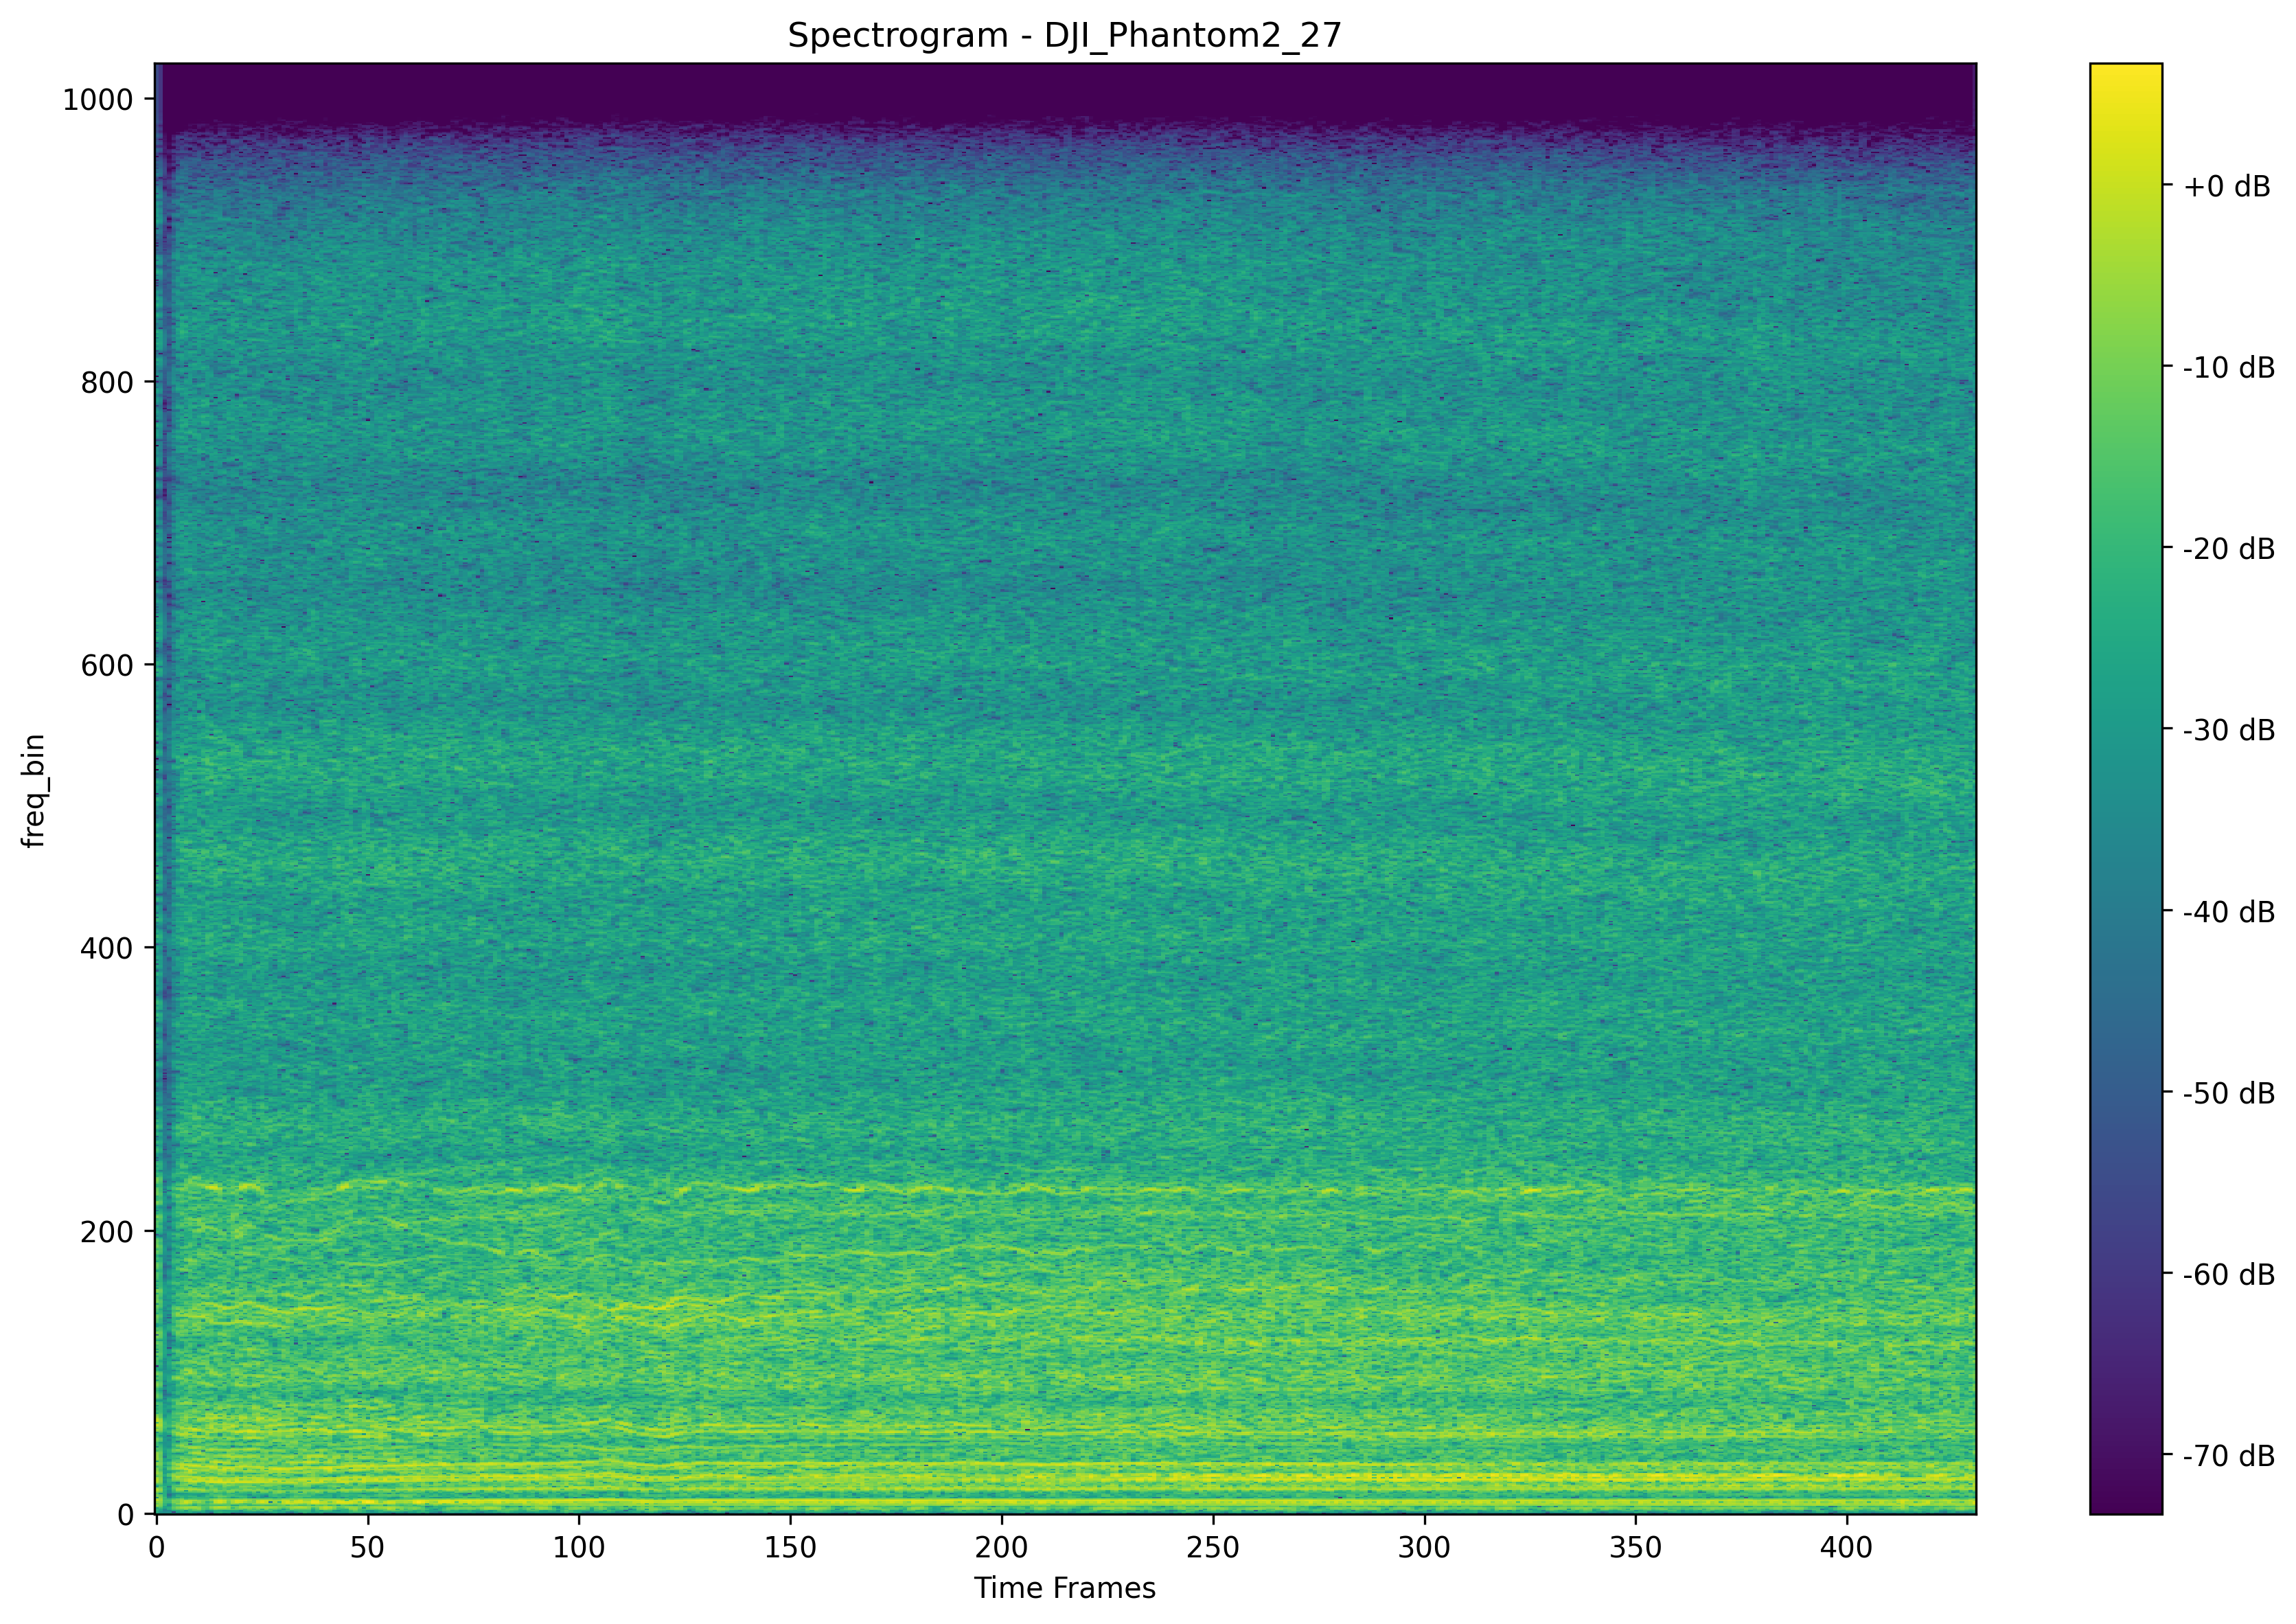 Spectrogram - DJI_Phantom2_27
1000
800
600
400
200
0
freq_bin
0 50 100 150 200 250 300 350 400
Time Frames
+0 dB
-10 dB
-20 dB
-30 dB
-40 dB
-50 dB
-60 dB
-70 dB